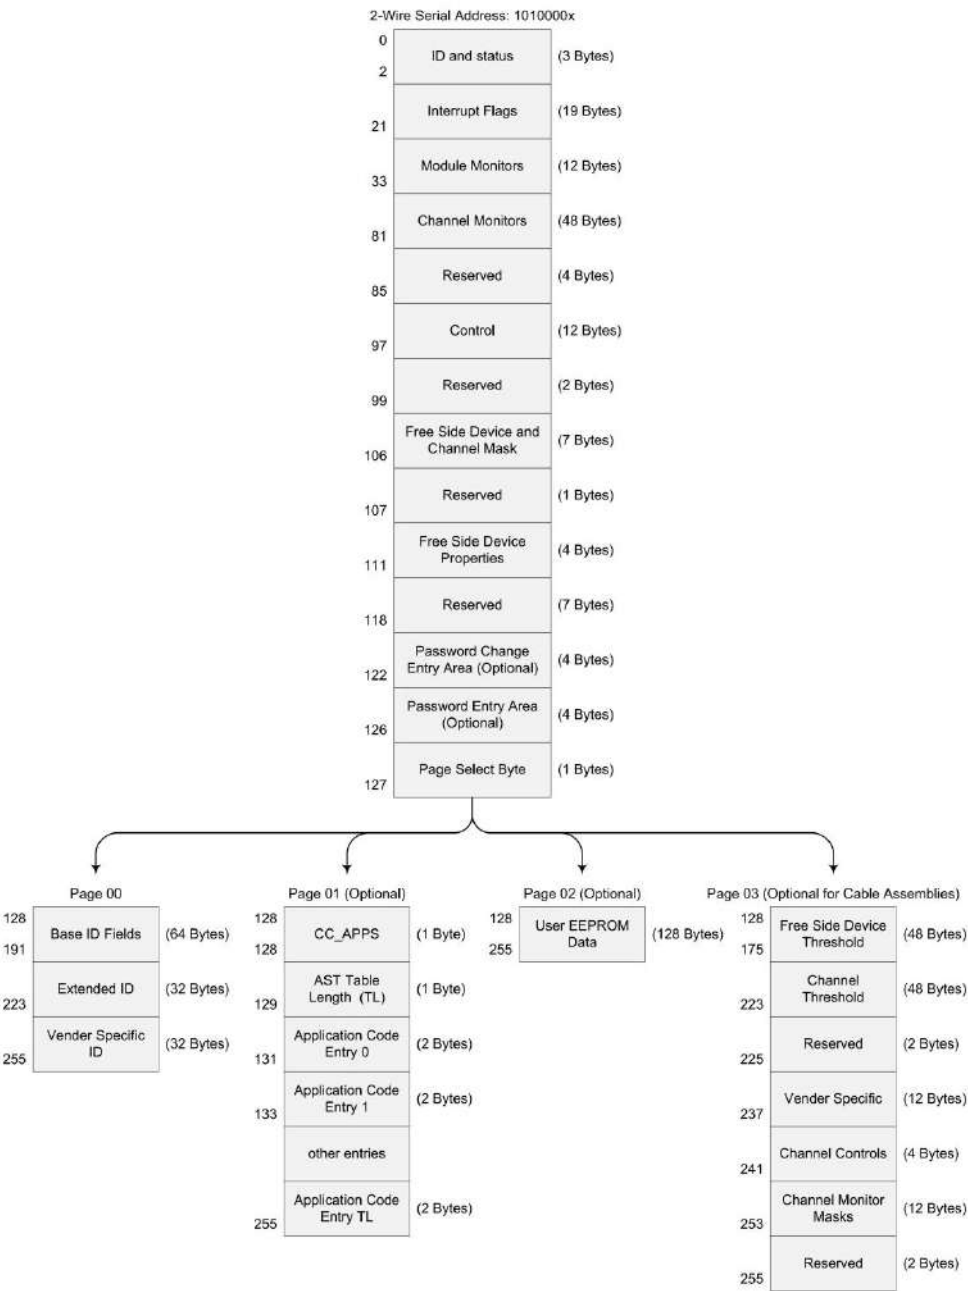 2-Wire Serial Address: 1010000x
0
ID and status
(3 Bytes)
2
Interrupt Flags
(19 Bytes)
21
Module Monitors
(12 Bytes)
33
Channel Monitors
(48 Bytes)
81
Reserved
(4 Bytes)
85
Control
(12 Bytes)
97
Reserved
(2 Bytes)
99
Free Side Device and
Channel Mask
(7 Bytes)
106
Reserved
(1 Bytes)
107
Free Side Device
Properties
(4 Bytes)
111
Reserved
(7 Bytes)
118
Password Change
Entry Area (Optional)
(4 Bytes)
122
Password Entry Area
(Optional)
(4 Bytes)
126
Page Select Byte
(1 Bytes)
127
Page 00
128
Base ID Fields
(64 Bytes)
191
Extended ID
(32 Bytes)
223
Vender Specific
ID
(32 Bytes)
255
Page 01 (Optional)
128
CC_APPS
(1 Byte)
128
AST Table
Length (TL)
(1 Byte)
129
Application Code
Entry 0
(2 Bytes)
131
Application Code
Entry 1
(2 Bytes)
133
other entries
Application Code
Entry TL
(2 Bytes)
255
Page 02 (Optional)
128
User EEPROM
Data
(128 Bytes)
255
Page 03 (Optional for Cable Assemblies)
128
Free Side Device
Threshold
(48 Bytes)
175
Channel
Threshold
(48 Bytes)
223
Reserved
(2 Bytes)
225
Vender Specific
(12 Bytes)
237
Channel Controls
(4 Bytes)
241
Channel Monitor
Masks
(12 Bytes)
253
Reserved
(2 Bytes)
255